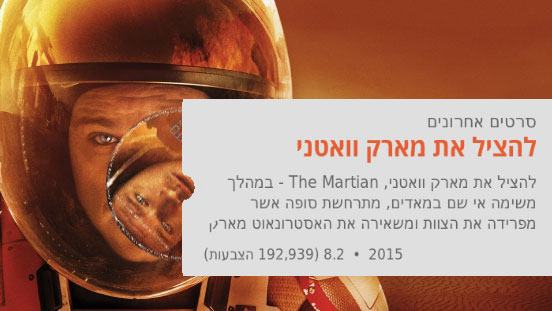 סרטים אחרונים
להציל את מארק וואטני
להציל את מארק וואטני, The Martian - במהלך
משימה אי שם במאדים, מתרחשת סופה אשר
מפרידה את הצוות ומשאירה את האסטרונאוט מארק
2015 • 8.2 (192,939 הצבעות)